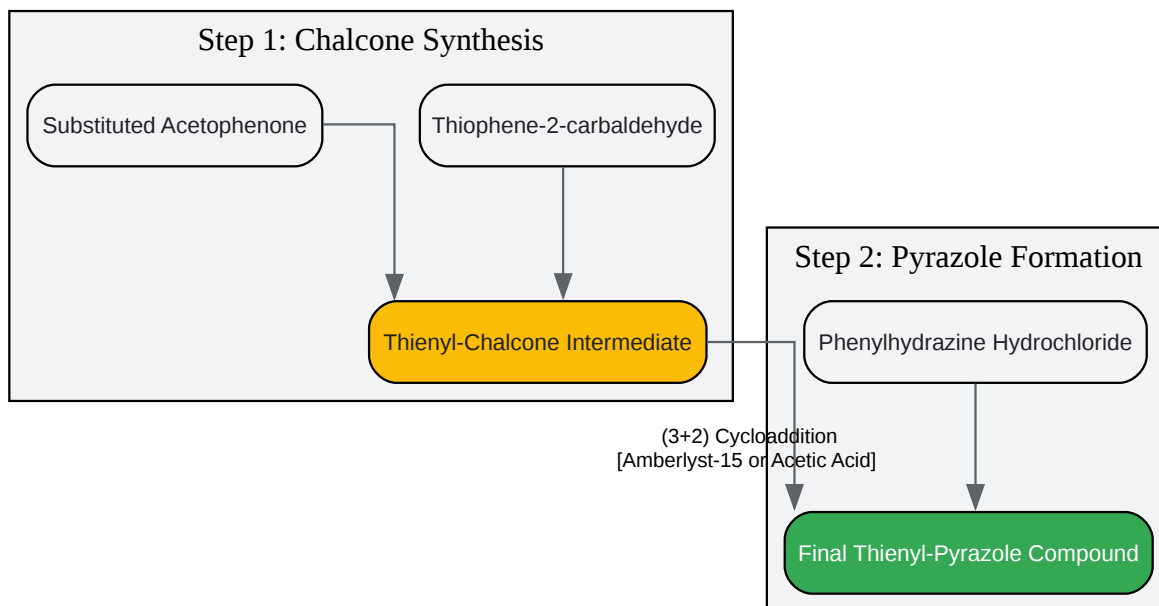 Step 1: Chalcone Synthesis
Substituted Acetophenone
Thiophene-2-carbaldehyde
Thienyl-Chalcone Intermediate
Step 2: Pyrazole Formation
Phenylhydrazine Hydrochloride
(3+2) Cycloaddition
[Amberlyst-15 or Acetic Acid]
Final Thienyl-Pyrazole Compound